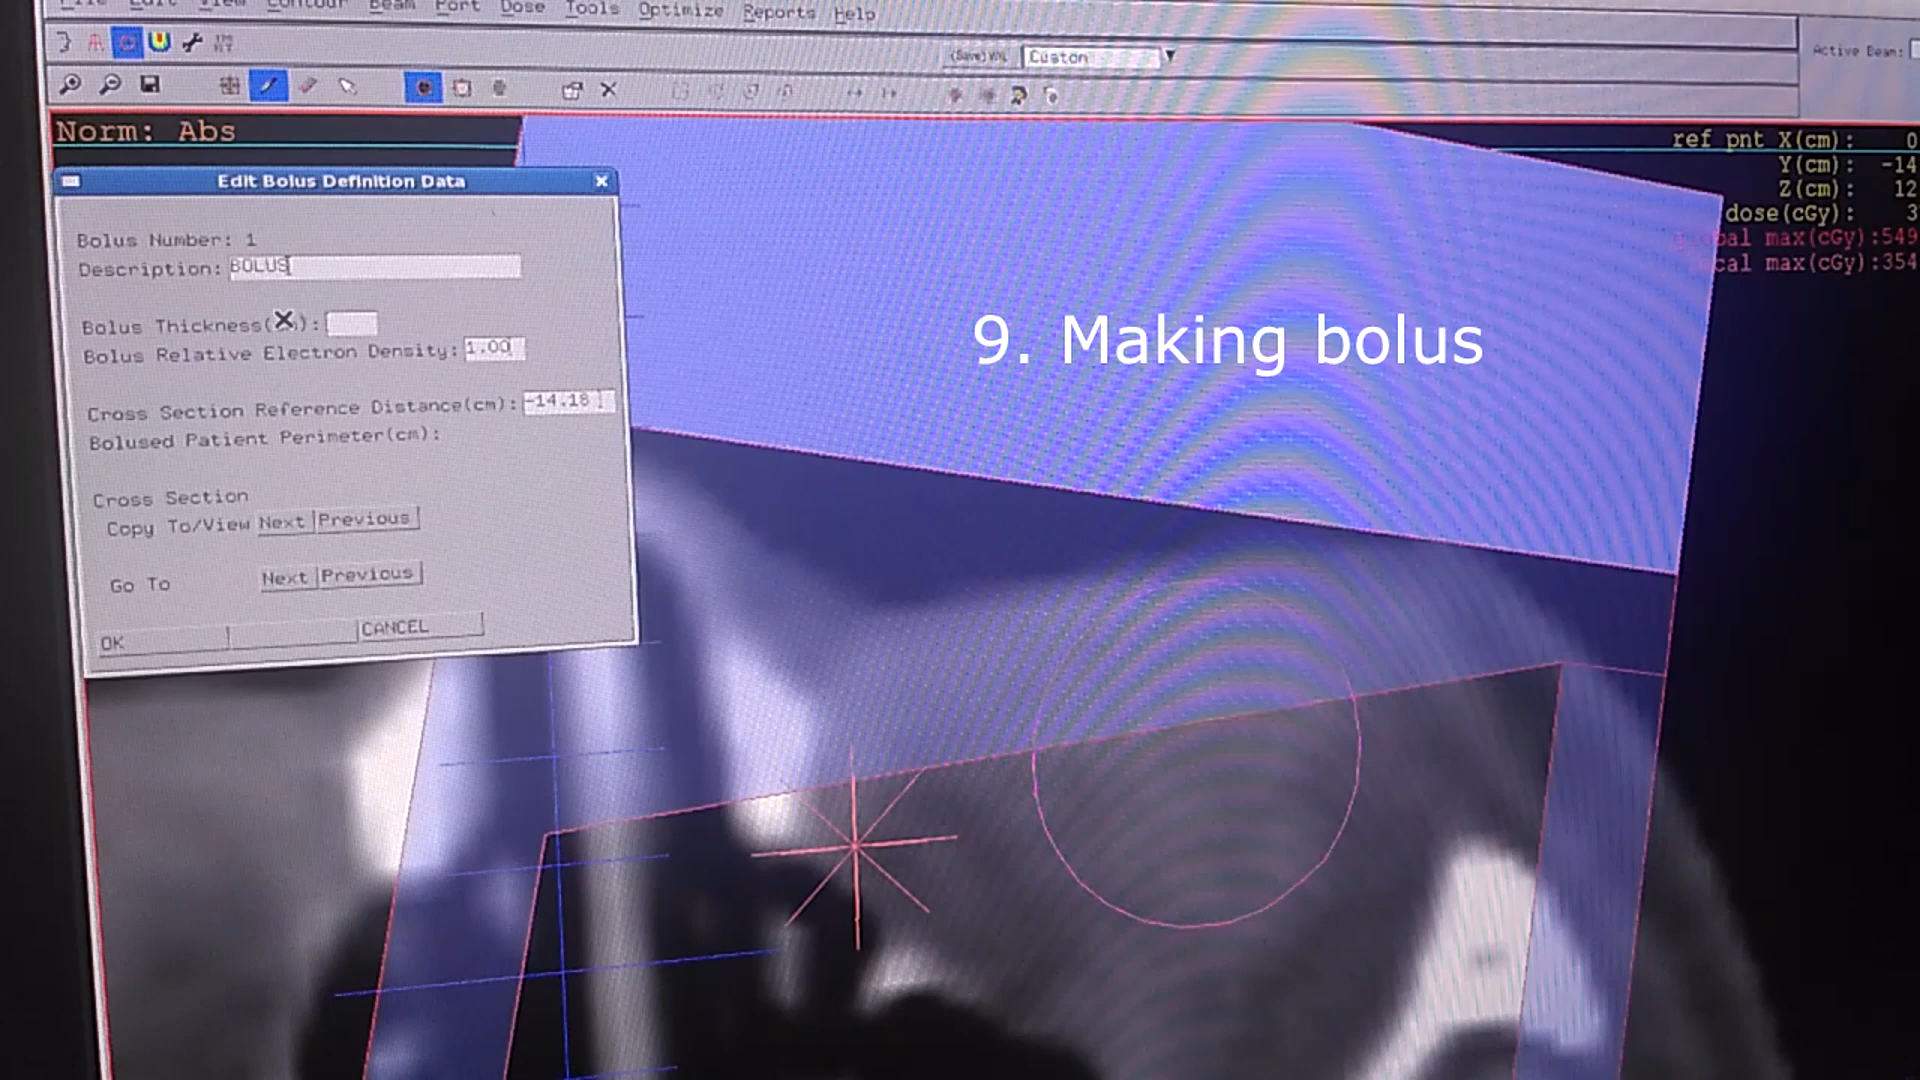 File Edit View Contour Beam Port Dose Tools Optimize Reports Help
Custom
Active Beam:
Norm: Abs
ref pnt X(cm): 0
Y(cm): -14
Z(cm): 12
dose(cGy): 3
max(cGy):549
max(cGy):354
Edit Bolus Definition Data
Bolus Number: 1
Description: BOLUS
Bolus Thickness( ):
Bolus Relative Electron Density: 1.00
Cross Section Reference Distance(cm): -14.18
Bolused Patient Perimeter(cm):
Cross Section
Copy To/View Next Previous
Go To Next Previous
OK CANCEL
9. Making bolus